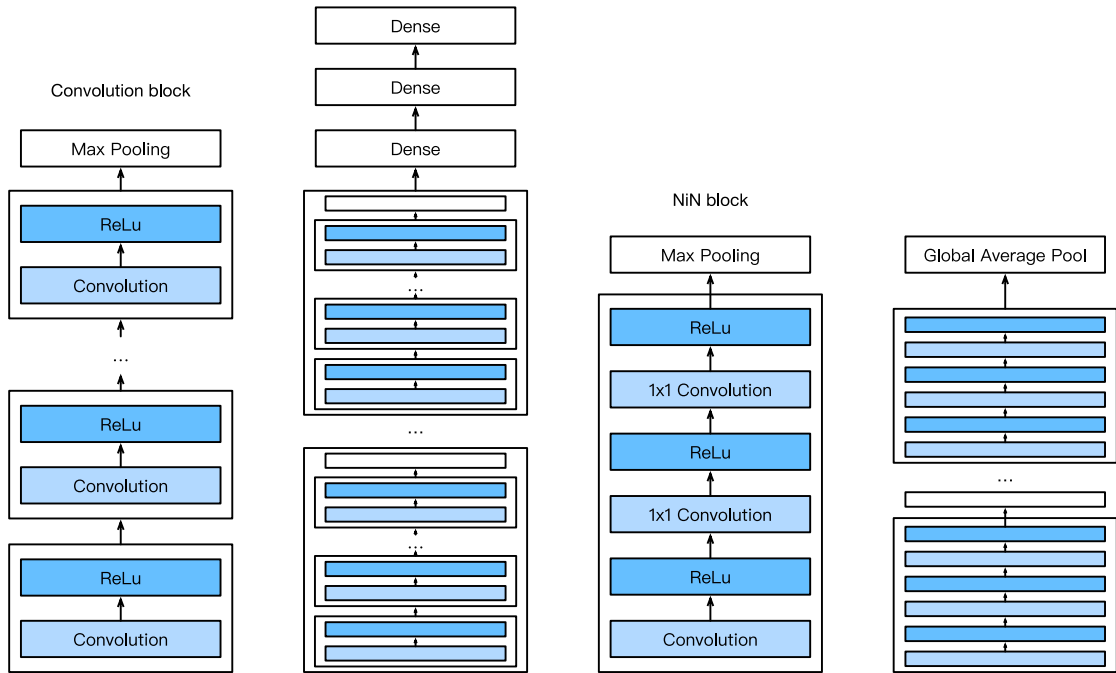 Convolution block
Max Pooling
ReLu
Convolution
...
ReLu
Convolution
ReLu
Convolution
Dense
Dense
Dense
...
...
...
NiN block
Max Pooling
ReLu
1x1 Convolution
ReLu
1x1 Convolution
ReLu
Convolution
Global Average Pool
...